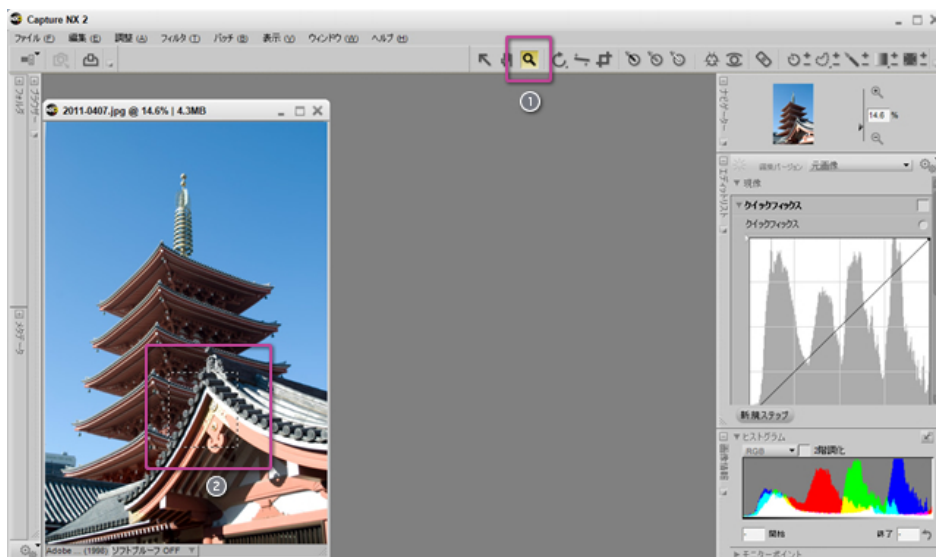 Capture NX 2
ファイル (F) 編集 (E) 調整 (A) フィルタ (I) バッチ (B) 表示 (V) ウィンドウ (W) ヘルプ (H)
1
フォルダ
ブラウザー
2011-0407.jpg @ 14.6% | 4.3MB
ナビゲーター
14.6 %
エディットリスト
編集バージョン 元画像
現像
クイックフィックス
クイックフィックス
メタデータ
2
新規ステップ
画像情報
ヒストグラム
RGB 2階調化
開始 終了
モニターポイント
Adobe ... (1998) ソフトプルーフ OFF